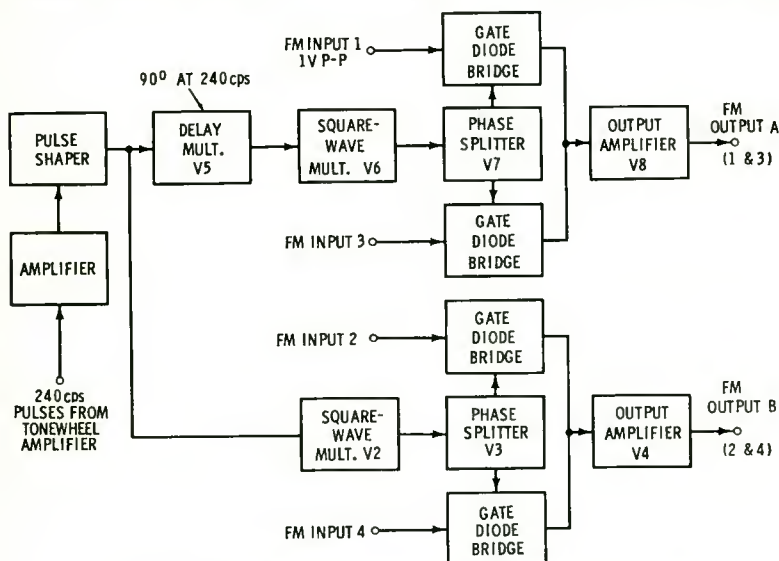 FM INPUT 1
1V P-P
GATE
DIODE
BRIDGE
90° AT 240cps
PULSE
SHAPER
DELAY
MULT.
V5
SQUARE-
WAVE
MULT. V6
PHASE
SPLITTER
V7
OUTPUT
AMPLIFIER
V8
FM
OUTPUT A
(1 & 3)
FM INPUT 3
GATE
DIODE
BRIDGE
AMPLIFIER
240cps
PULSES FROM
TONEWHEEL
AMPLIFIER
FM INPUT 2
GATE
DIODE
BRIDGE
SQUARE-
WAVE
MULT. V2
PHASE
SPLITTER
V3
OUTPUT
AMPLIFIER
V4
FM
OUTPUT B
(2 & 4)
FM INPUT 4
GATE
DIODE
BRIDGE